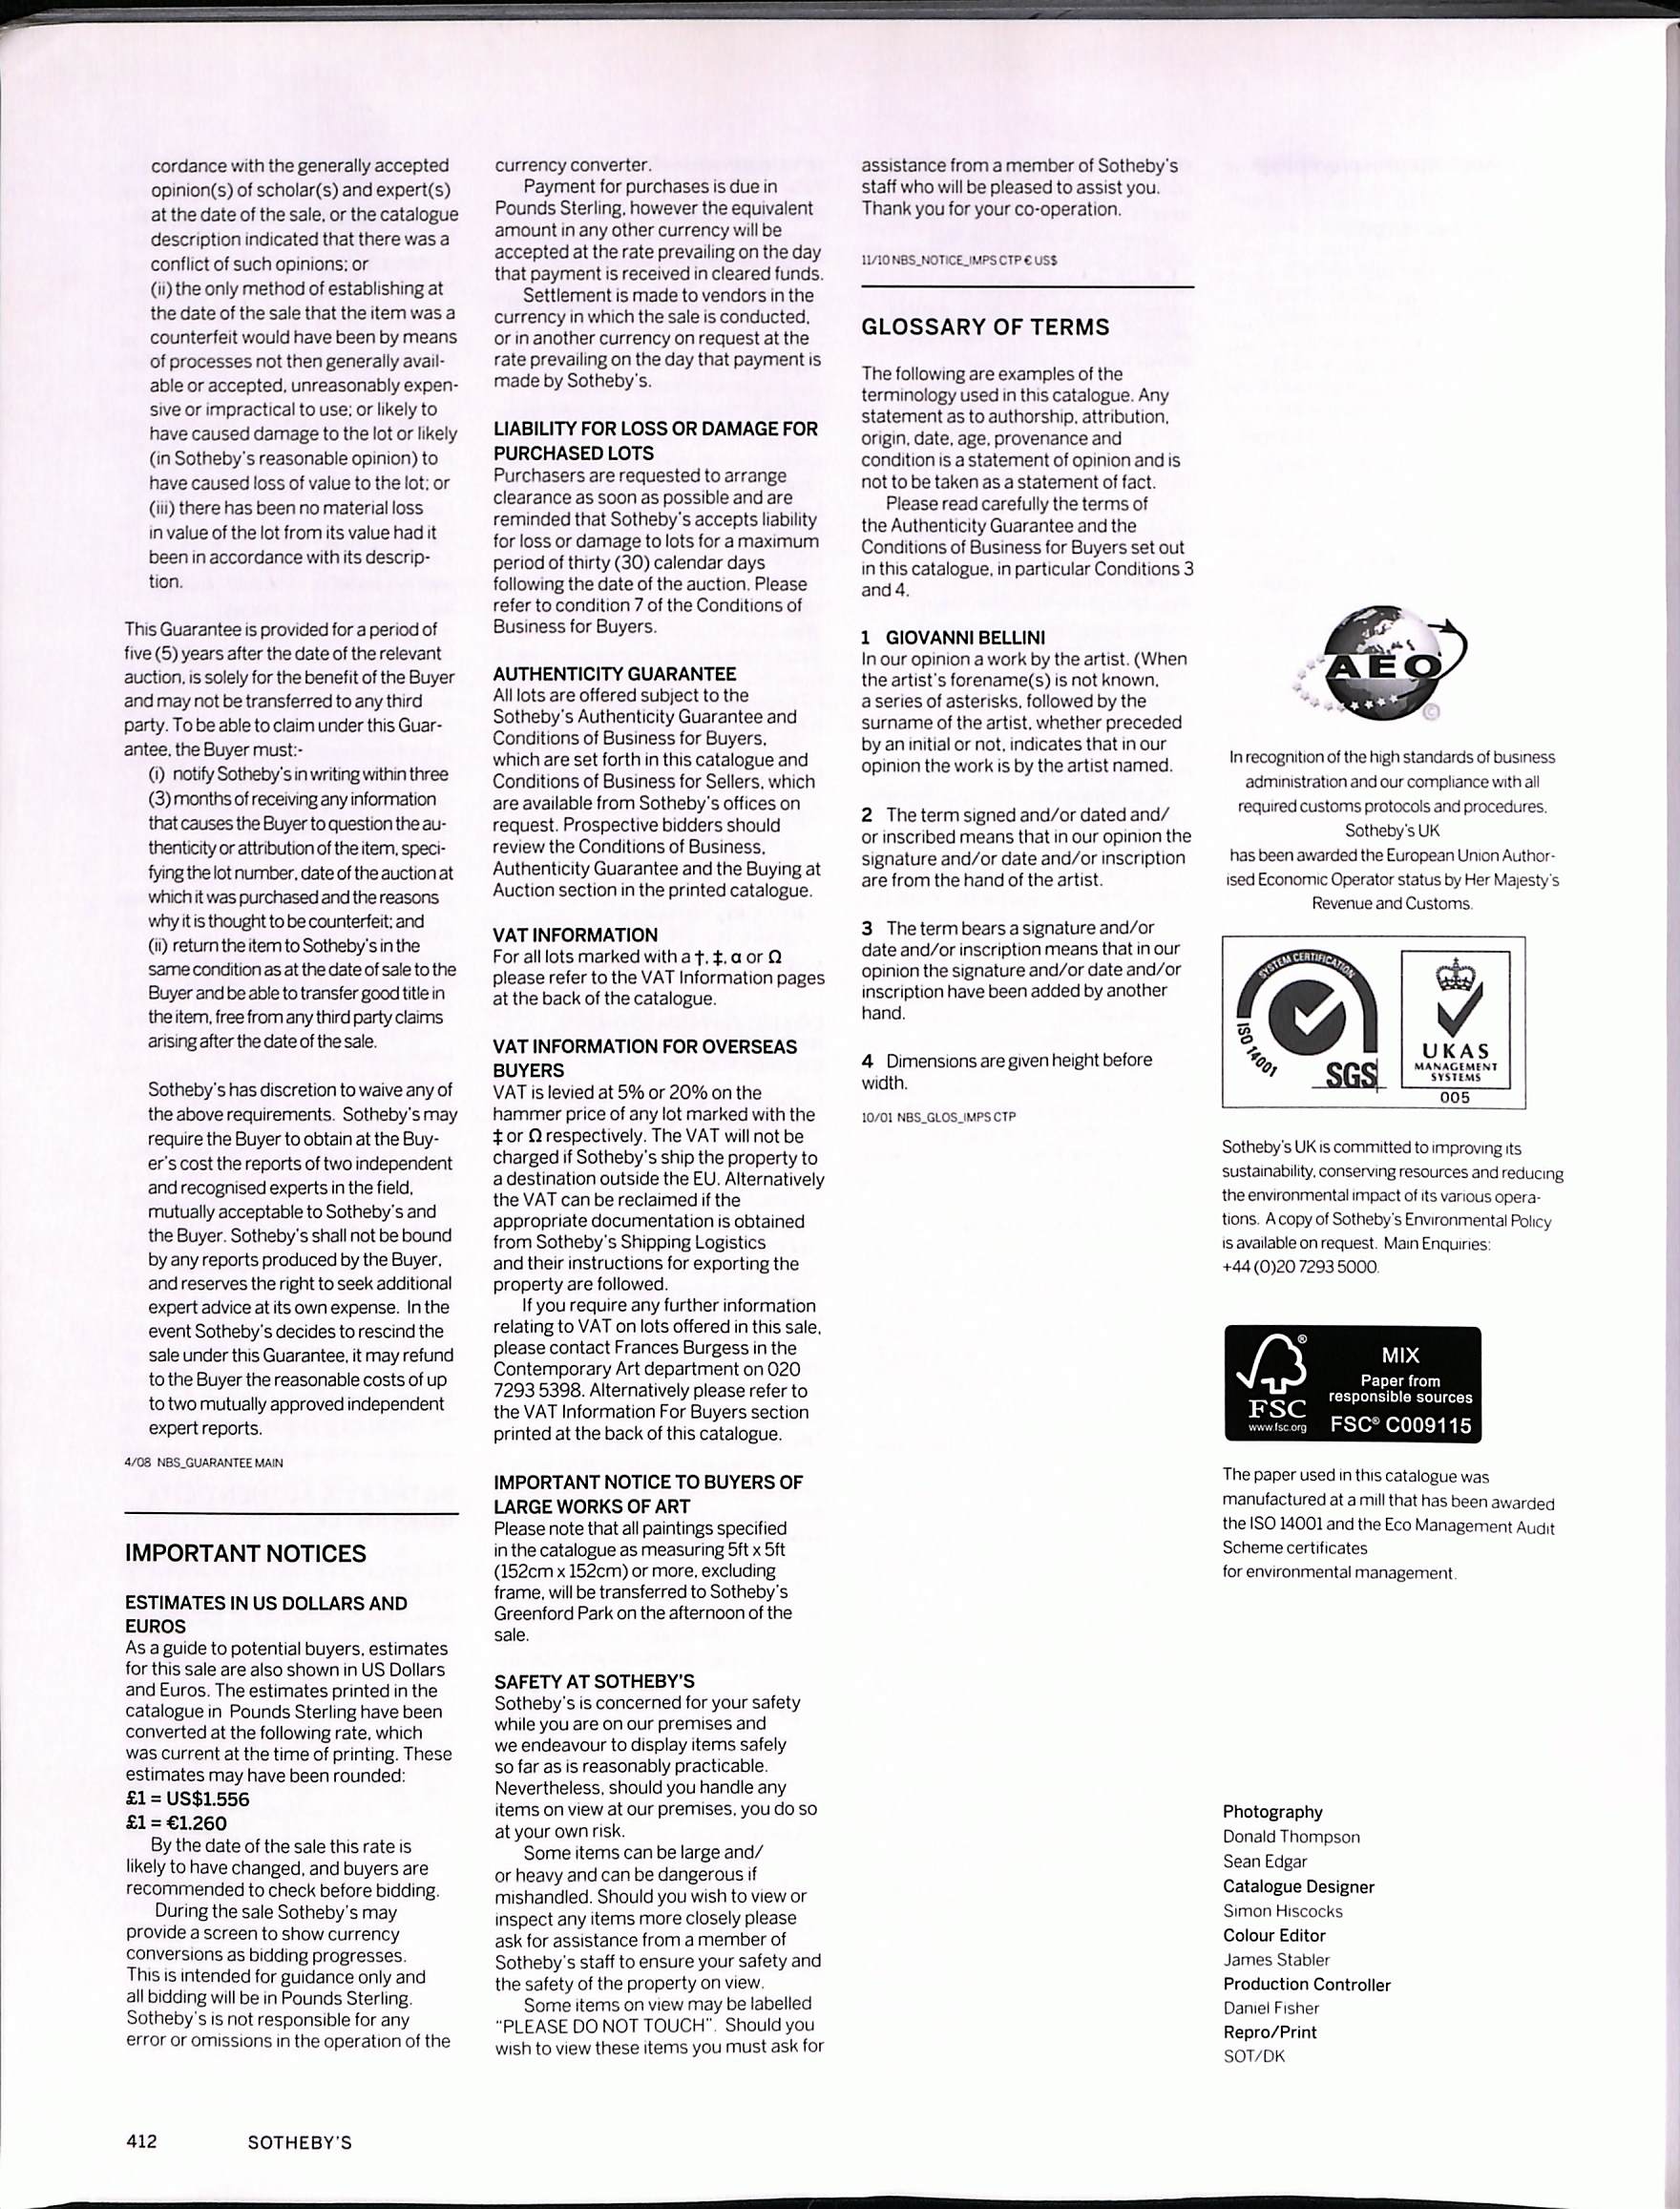 cordance with the generally accepted
opinion(s) of scholar(s) and expert(s)
at the date of the sale, or the catalogue
description indicated that there was a
conflict of such opinions; or
(ii) the only method of establishing at
the date of the sale that the item was a
counterfeit would have been by means
of processes not then generally avail-
able or accepted, unreasonably expen-
sive or impractical to use; or likely to
have caused damage to the lot or likely
(in Sotheby's reasonable opinion) to
have caused loss of value to the lot; or
(iii) there has been no material loss
in value of the lot from its value had it
been in accordance with its descrip-
tion.
This Guarantee is provided for a period of
five (5) years after the date of the relevant
auction, is solely for the benefit of the Buyer
and may not be transferred to any third
party. To be able to claim under this Guar-
antee, the Buyer must:-
(i) notify Sotheby's in writing within three
(3) months of receiving any information
that causes the Buyer to question the au-
thenticity or attribution of the item, speci-
fying the lot number, date of the auction at
which it was purchased and the reasons
why it is thought to be counterfeit; and
(ii) return the item to Sotheby's in the
same condition as at the date of sale to the
Buyer and be able to transfer good title in
the item, free from any third party claims
arising after the date of the sale.
Sotheby's has discretion to waive any of
the above requirements. Sotheby's may
require the Buyer to obtain at the Buy-
er's cost the reports of two independent
and recognised experts in the field,
mutually acceptable to Sotheby's and
the Buyer. Sotheby's shall not be bound
by any reports produced by the Buyer,
and reserves the right to seek additional
expert advice at its own expense. In the
event Sotheby's decides to rescind the
sale under this Guarantee, it may refund
to the Buyer the reasonable costs of up
to two mutually approved independent
expert reports.
4/08 NBS_GUARANTEE MAIN
IMPORTANT NOTICES
ESTIMATES IN US DOLLARS AND
EUROS
As a guide to potential buyers, estimates
for this sale are also shown in US Dollars
and Euros. The estimates printed in the
catalogue in Pounds Sterling have been
converted at the following rate, which
was current at the time of printing. These
estimates may have been rounded:
£1 = US$1.556
£1 = €1.260
By the date of the sale this rate is
likely to have changed, and buyers are
recommended to check before bidding.
During the sale Sotheby's may
provide a screen to show currency
conversions as bidding progresses.
This is intended for guidance only and
all bidding will be in Pounds Sterling.
Sotheby's is not responsible for any
error or omissions in the operation of the
currency converter.
Payment for purchases is due in
Pounds Sterling, however the equivalent
amount in any other currency will be
accepted at the rate prevailing on the day
that payment is received in cleared funds.
Settlement is made to vendors in the
currency in which the sale is conducted,
or in another currency on request at the
rate prevailing on the day that payment is
made by Sotheby's.
LIABILITY FOR LOSS OR DAMAGE FOR
PURCHASED LOTS
Purchasers are requested to arrange
clearance as soon as possible and are
reminded that Sotheby's accepts liability
for loss or damage to lots for a maximum
period of thirty (30) calendar days
following the date of the auction. Please
refer to condition 7 of the Conditions of
Business for Buyers.
AUTHENTICITY GUARANTEE
All lots are offered subject to the
Sotheby's Authenticity Guarantee and
Conditions of Business for Buyers,
which are set forth in this catalogue and
Conditions of Business for Sellers, which
are available from Sotheby's offices on
request. Prospective bidders should
review the Conditions of Business,
Authenticity Guarantee and the Buying at
Auction section in the printed catalogue.
VAT INFORMATION
For all lots marked with a †, ‡, α or Ω
please refer to the VAT Information pages
at the back of the catalogue.
VAT INFORMATION FOR OVERSEAS
BUYERS
VAT is levied at 5% or 20% on the
hammer price of any lot marked with the
‡ or Ω respectively. The VAT will not be
charged if Sotheby's ship the property to
a destination outside the EU. Alternatively
the VAT can be reclaimed if the
appropriate documentation is obtained
from Sotheby's Shipping Logistics
and their instructions for exporting the
property are followed.
If you require any further information
relating to VAT on lots offered in this sale,
please contact Frances Burgess in the
Contemporary Art department on 020
7293 5398. Alternatively please refer to
the VAT Information For Buyers section
printed at the back of this catalogue.
IMPORTANT NOTICE TO BUYERS OF
LARGE WORKS OF ART
Please note that all paintings specified
in the catalogue as measuring 5ft x 5ft
(152cm x 152cm) or more, excluding
frame, will be transferred to Sotheby's
Greenford Park on the afternoon of the
sale.
SAFETY AT SOTHEBY'S
Sotheby's is concerned for your safety
while you are on our premises and
we endeavour to display items safely
so far as is reasonably practicable.
Nevertheless, should you handle any
items on view at our premises, you do so
at your own risk.
Some items can be large and/
or heavy and can be dangerous if
mishandled. Should you wish to view or
inspect any items more closely please
ask for assistance from a member of
Sotheby's staff to ensure your safety and
the safety of the property on view.
Some items on view may be labelled
"PLEASE DO NOT TOUCH". Should you
wish to view these items you must ask for
assistance from a member of Sotheby's
staff who will be pleased to assist you.
Thank you for your co-operation.
11/10 NBS_NOTICE_IMPS CTP € US$
GLOSSARY OF TERMS
The following are examples of the
terminology used in this catalogue. Any
statement as to authorship, attribution,
origin, date, age, provenance and
condition is a statement of opinion and is
not to be taken as a statement of fact.
Please read carefully the terms of
the Authenticity Guarantee and the
Conditions of Business for Buyers set out
in this catalogue, in particular Conditions 3
and 4.
1 GIOVANNI BELLINI
In our opinion a work by the artist. (When
the artist's forename(s) is not known,
a series of asterisks, followed by the
surname of the artist, whether preceded
by an initial or not, indicates that in our
opinion the work is by the artist named.
2 The term signed and/or dated and/
or inscribed means that in our opinion the
signature and/or date and/or inscription
are from the hand of the artist.
3 The term bears a signature and/or
date and/or inscription means that in our
opinion the signature and/or date and/or
inscription have been added by another
hand.
4 Dimensions are given height before
width.
10/01 NBS_GLOS_IMPS CTP
AEO
©
In recognition of the high standards of business
administration and our compliance with all
required customs protocols and procedures.
Sotheby's UK
has been awarded the European Union Author-
ised Economic Operator status by Her Majesty's
Revenue and Customs.
SYSTEM CERTIFICATION
ISO 14001
SGS
UKAS
MANAGEMENT
SYSTEMS
005
Sotheby's UK is committed to improving its
sustainability, conserving resources and reducing
the environmental impact of its various opera-
tions. A copy of Sotheby's Environmental Policy
is available on request. Main Enquiries:
+44 (0)20 7293 5000.
®
FSC
www.fsc.org
MIX
Paper from
responsible sources
FSC® C009115
The paper used in this catalogue was
manufactured at a mill that has been awarded
the ISO 14001 and the Eco Management Audit
Scheme certificates
for environmental management.
Photography
Donald Thompson
Sean Edgar
Catalogue Designer
Simon Hiscocks
Colour Editor
James Stabler
Production Controller
Daniel Fisher
Repro/Print
SOT/DK
412 SOTHEBY'S